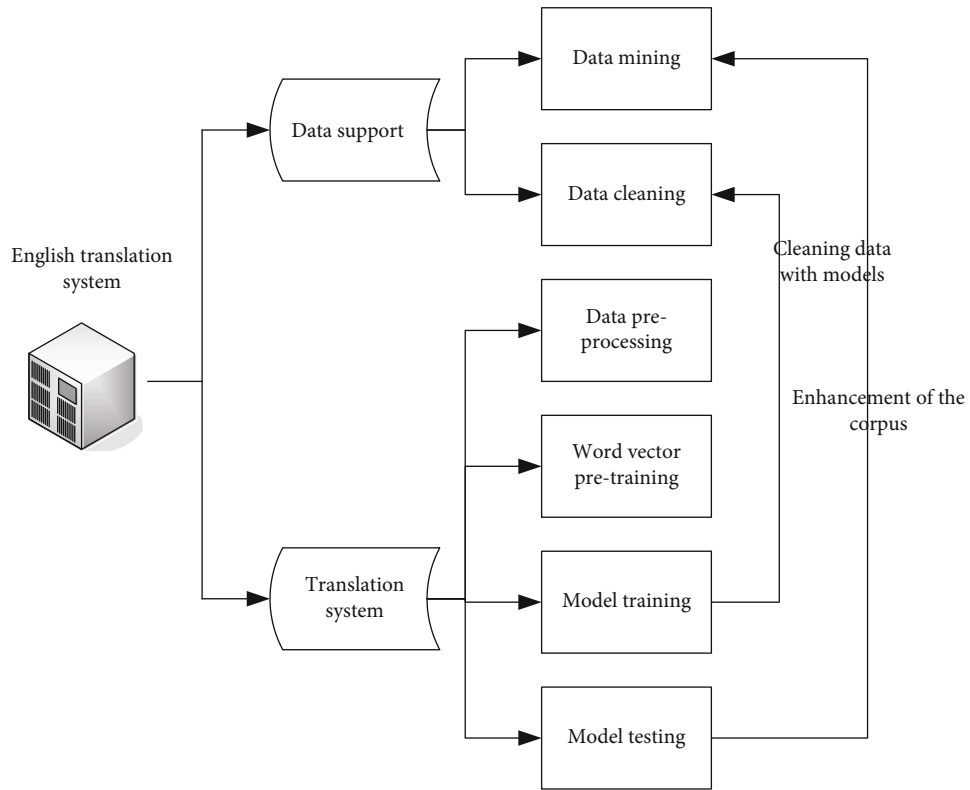 Data mining
Data support
Data cleaning
English translation
system
Cleaning data
with models
Data pre-
processing
Enhancement of the
corpus
Word vector
pre-training
Translation
system
Model training
Model testing